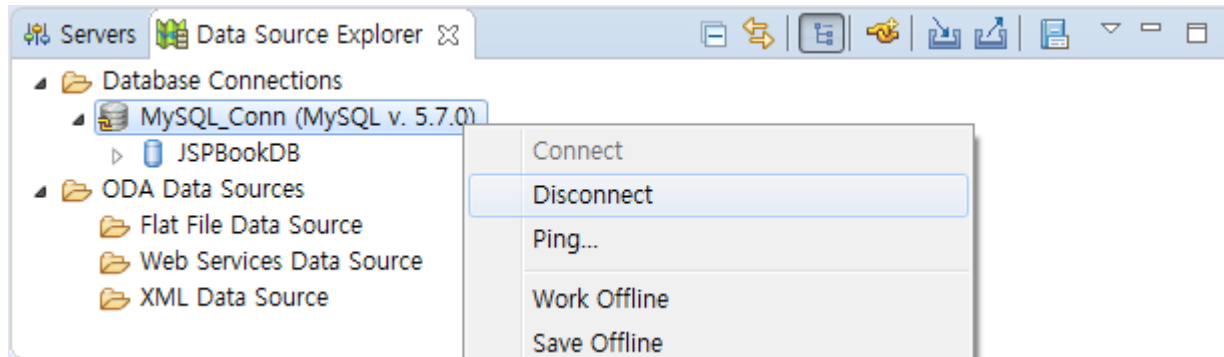 Servers Data Source Explorer
Database Connections
MySQL_Conn (MySQL v. 5.7.0)
JSPBookDB
ODA Data Sources
Flat File Data Source
Web Services Data Source
XML Data Source
Connect
Disconnect
Ping...
Work Offline
Save Offline